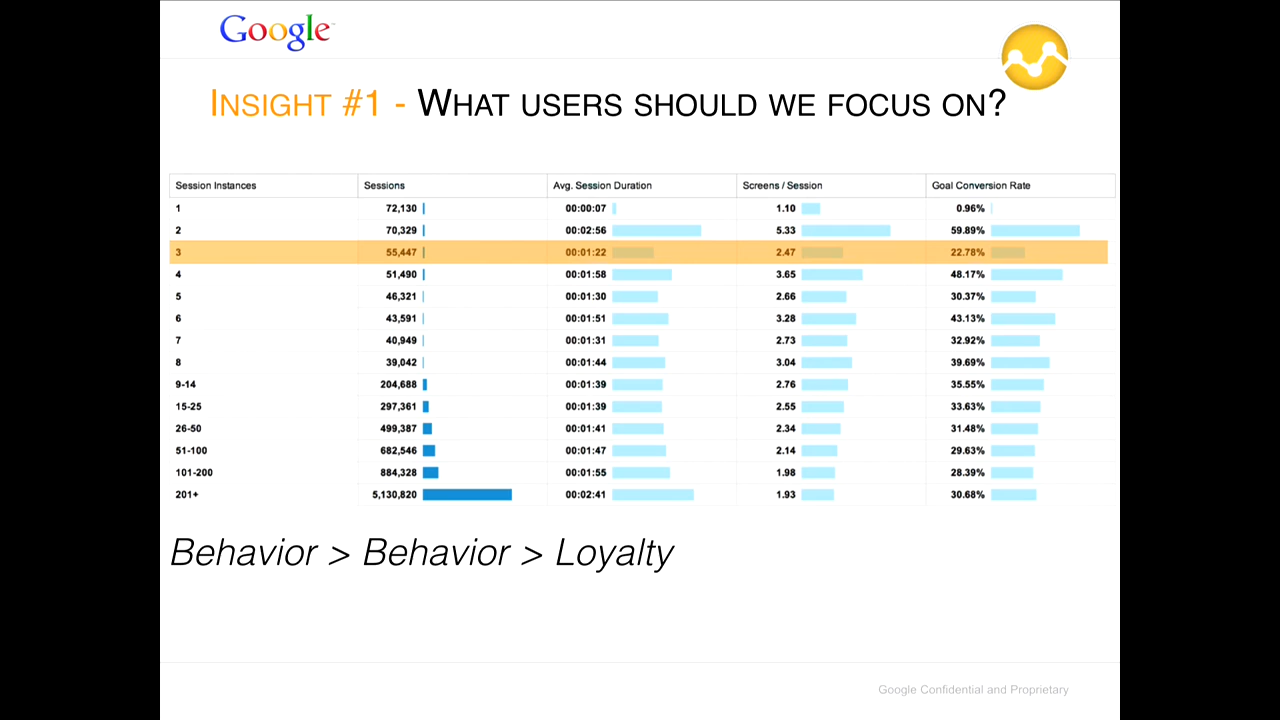 Google
INSIGHT #1 - WHAT USERS SHOULD WE FOCUS ON?
Session Instances Sessions Avg. Session Duration Screens / Session Goal Conversion Rate
1 72,130 00:00:07 1.10 0.96%
2 70,329 00:02:56 5.33 59.89%
3 55,447 00:01:22 2.47 22.78%
4 51,490 00:01:58 3.65 48.17%
5 46,321 00:01:30 2.66 30.37%
6 43,591 00:01:51 3.28 43.13%
7 40,949 00:01:31 2.73 32.92%
8 39,042 00:01:44 3.04 39.69%
9-14 204,688 00:01:39 2.76 35.55%
15-25 297,361 00:01:39 2.55 33.63%
26-50 499,387 00:01:41 2.34 31.48%
51-100 682,546 00:01:47 2.14 29.63%
101-200 884,328 00:01:55 1.98 28.39%
201+ 5,130,820 00:02:41 1.93 30.68%
Behavior > Behavior > Loyalty
Google Confidential and Proprietary